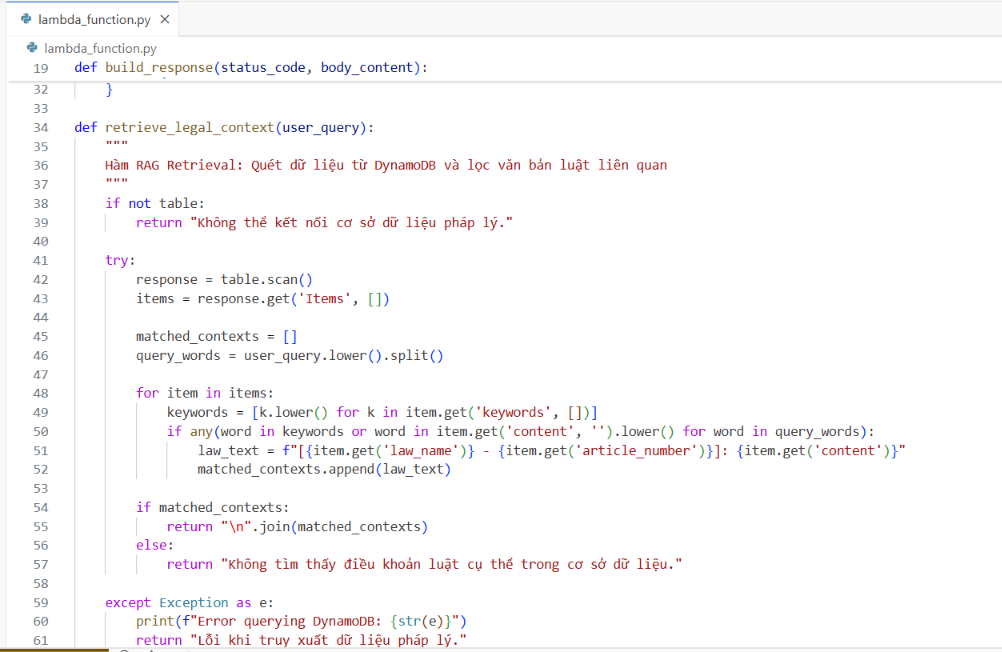 lambda_function.py
lambda_function.py
19 def build_response(status_code, body_content):
32 }
33
34 def retrieve_legal_context(user_query):
35 """
36 Hàm RAG Retrieval: Quét dữ liệu từ DynamoDB và lọc văn bản luật liên quan
37 """
38 if not table:
39 return "Không thể kết nối cơ sở dữ liệu pháp lý."
40
41 try:
42 response = table.scan()
43 items = response.get('Items', [])
44
45 matched_contexts = []
46 query_words = user_query.lower().split()
47
48 for item in items:
49 keywords = [k.lower() for k in item.get('keywords', [])]
50 if any(word in keywords or word in item.get('content', '').lower() for word in query_words):
51 law_text = f"[{item.get('law_name')} - {item.get('article_number')}]: {item.get('content')}"
52 matched_contexts.append(law_text)
53
54 if matched_contexts:
55 return "\n".join(matched_contexts)
56 else:
57 return "Không tìm thấy điều khoản luật cụ thể trong cơ sở dữ liệu."
58
59 except Exception as e:
60 print(f"Error querying DynamoDB: {str(e)}")
61 return "Lỗi khi truy xuất dữ liệu pháp lý."